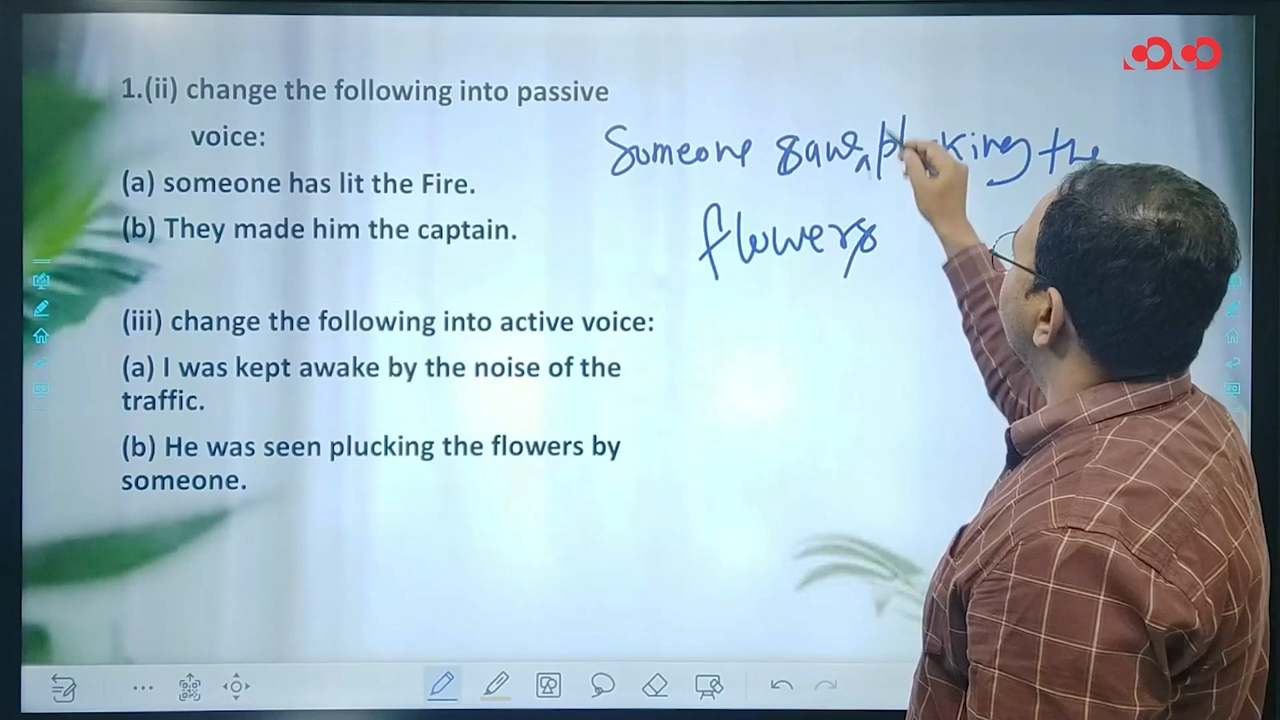 1.(ii) change the following into passive
voice:
(a) someone has lit the Fire.
(b) They made him the captain.
(iii) change the following into active voice:
(a) I was kept awake by the noise of the
traffic.
(b) He was seen plucking the flowers by
someone.
Someone saw plucking the
flowers